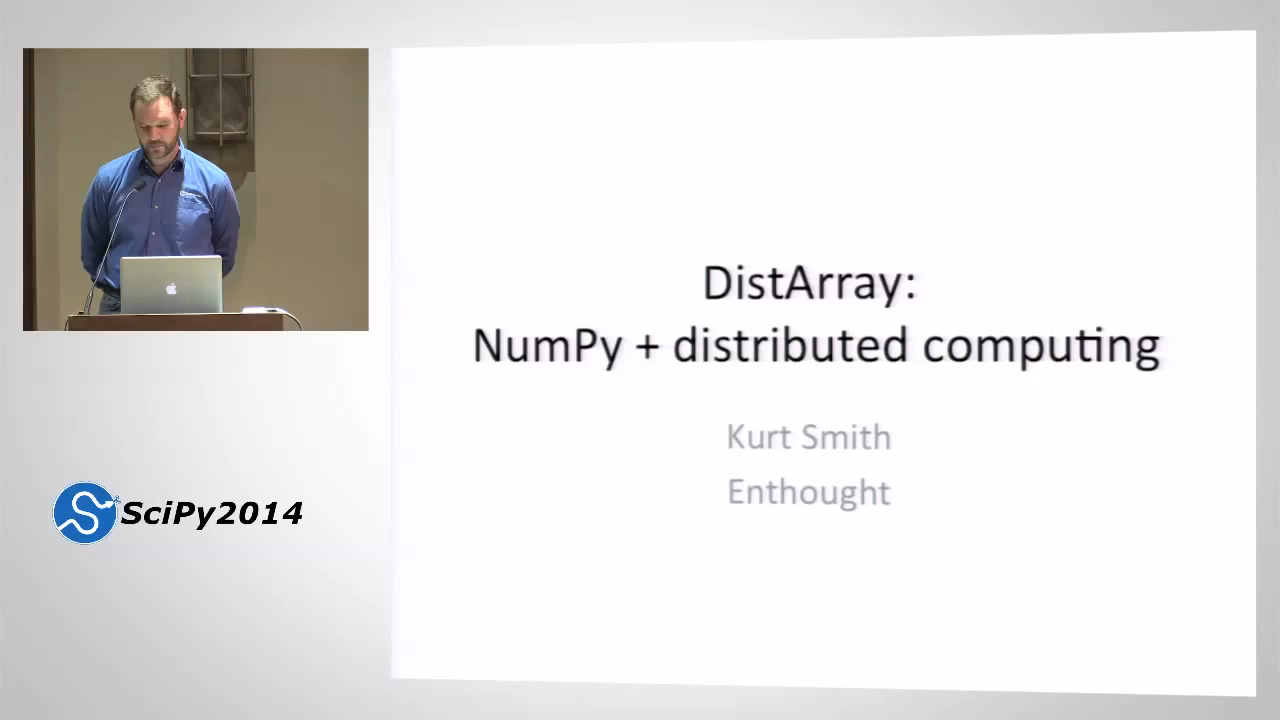 DistArray:
NumPy + distributed computing
Kurt Smith
Enthought
SciPy2014